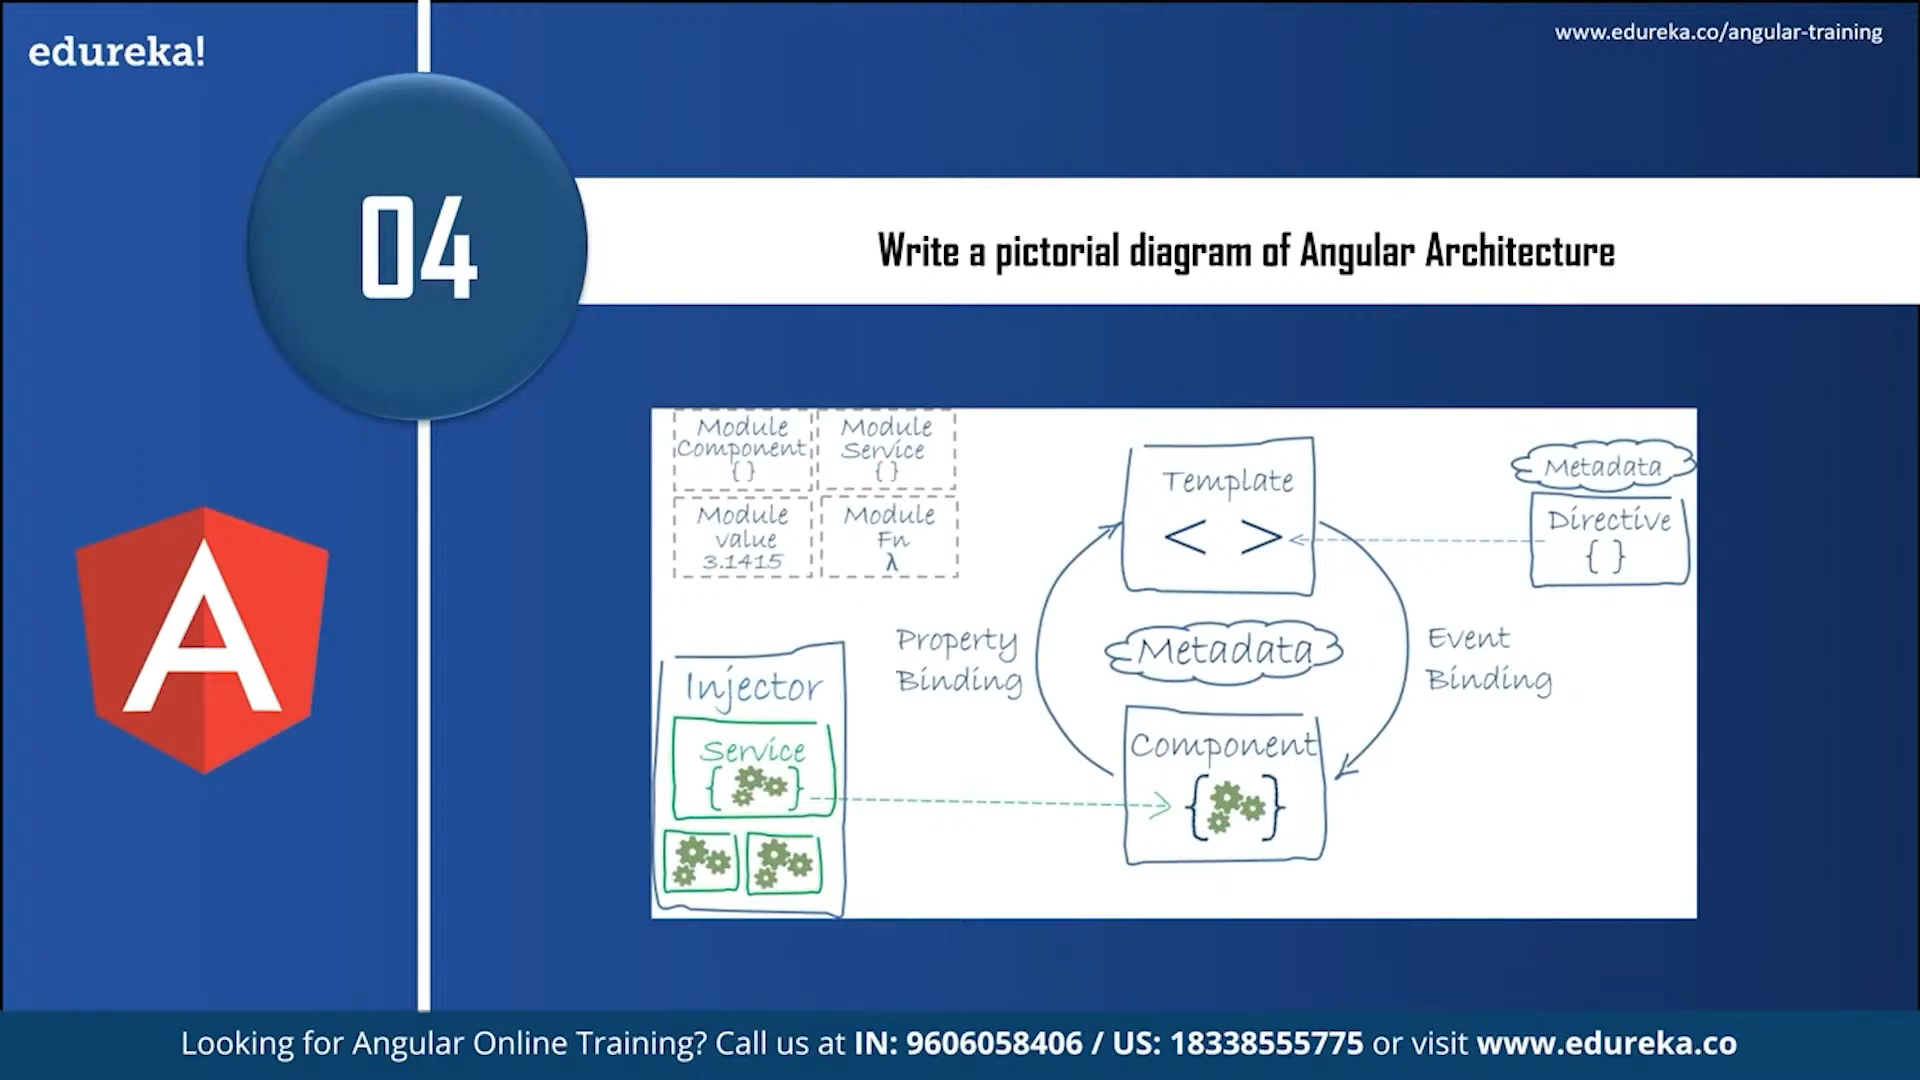 edureka!
www.edureka.co/angular-training
04
Write a pictorial diagram of Angular Architecture
Module
Component
{ }
Module
Service
{ }
Module
value
3.1415
Module
Fn
λ
Template
< >
Metadata
Directive
{ }
Property
Binding
Metadata
Event
Binding
Injector
Service
{ }
Component
{ }
A
Looking for Angular Online Training? Call us at IN: 9606058406 / US: 18338555775 or visit www.edureka.co